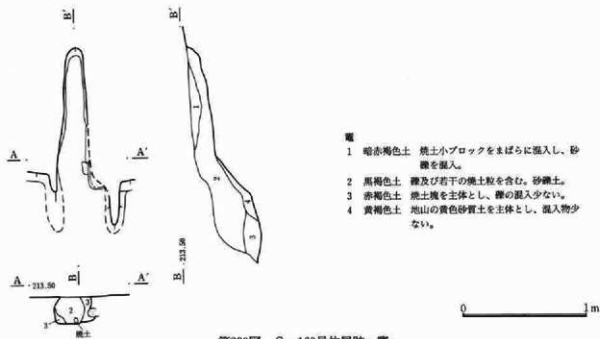 B′
B′
A
A′
1
2
4
3
B
B
213.50
A
213.50
A′
2
3
3
焼土
竈
1 暗赤褐色土 焼土小ブロックをまばらに混入し、砂
礫を混入。
2 黒褐色土 礫及び若干の焼土粒を含む。砂礫土。
3 赤褐色土 焼土塊を主体とし、礫の混入少ない。
4 黄褐色土 地山の黄色砂質土を主体とし、混入物少
ない。
0 1m